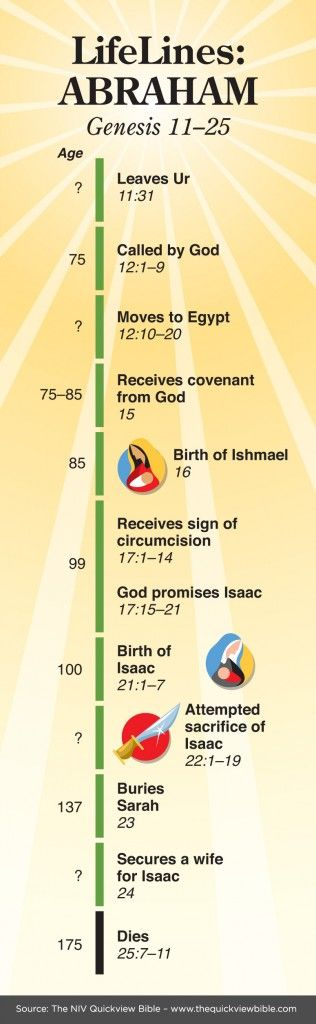 LifeLines:
ABRAHAM
Genesis 11–25
Age
?
Leaves Ur
11:31
75
Called by God
12:1–9
?
Moves to Egypt
12:10–20
75–85
Receives covenant
from God
15
85
Birth of Ishmael
16
99
Receives sign of
circumcision
17:1–14
God promises Isaac
17:15–21
100
Birth of
Isaac
21:1–7
?
Attempted
sacrifice of
Isaac
22:1–19
137
Buries
Sarah
23
?
Secures a wife
for Isaac
24
175
Dies
25:7–11
Source: The NIV Quickview Bible – www.thequickviewbible.com